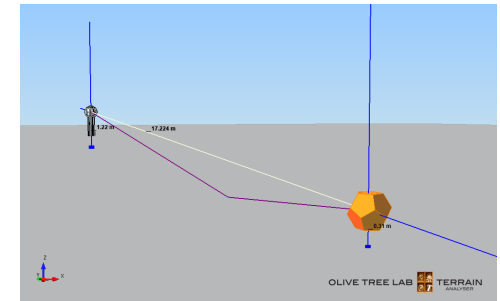 1.22 m
17.224 m
0.31 m
Z
Y
X
OLIVE TREE LAB TERRAIN
ANALYSER